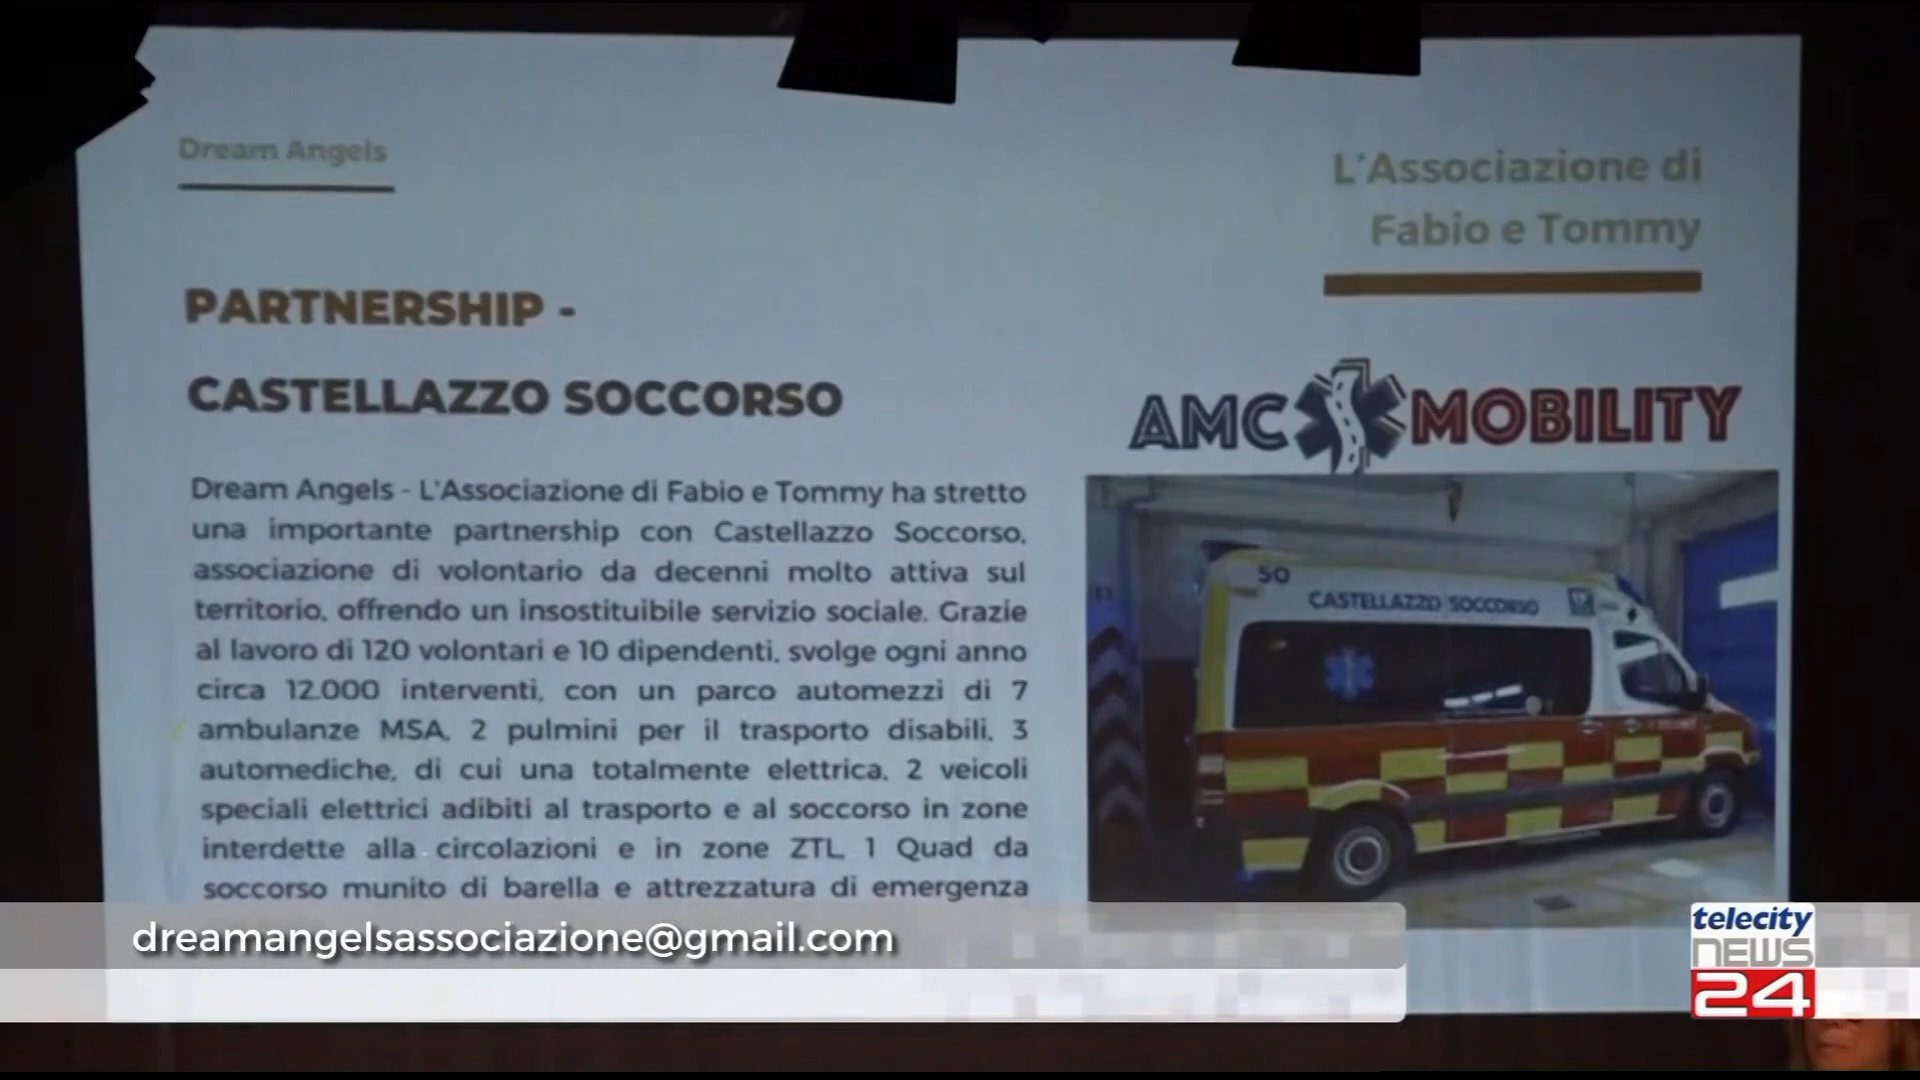 Dream Angels
L'Associazione di
Fabio e Tommy
PARTNERSHIP -
CASTELLAZZO SOCCORSO
AMC MOBILITY
Dream Angels - L'Associazione di Fabio e Tommy ha stretto
una importante partnership con Castellazzo Soccorso,
associazione di volontario da decenni molto attiva sul
territorio, offrendo un insostituibile servizio sociale. Grazie
al lavoro di 120 volontari e 10 dipendenti, svolge ogni anno
circa 12.000 interventi, con un parco automezzi di 7
ambulanze MSA, 2 pulmini per il trasporto disabili, 3
automediche, di cui una totalmente elettrica, 2 veicoli
speciali elettrici adibiti al trasporto e al soccorso in zone
interdette alla circolazioni e in zone ZTL, 1 Quad da
soccorso munito di barella e attrezzatura di emergenza
50
CASTELLAZZO SOCCORSO
dreamangelsassociazione@gmail.com
telecity
NEWS
24